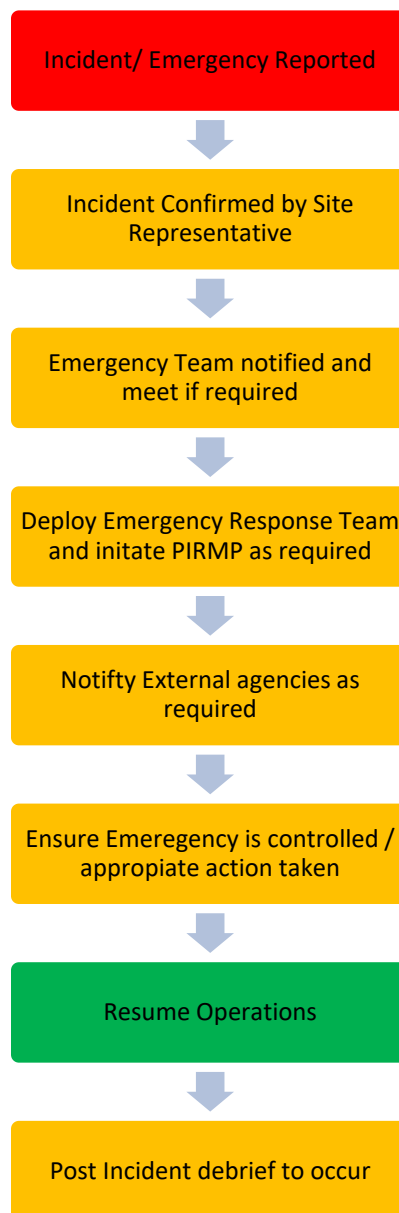 Incident/ Emergency Reported
Incident Confirmed by Site
Representative
Emergency Team notified and
meet if required
Deploy Emergency Response Team
and initate PIRMP as required
Notifty External agencies as
required
Ensure Emeregency is controlled /
appropiate action taken
Resume Operations
Post Incident debrief to occur